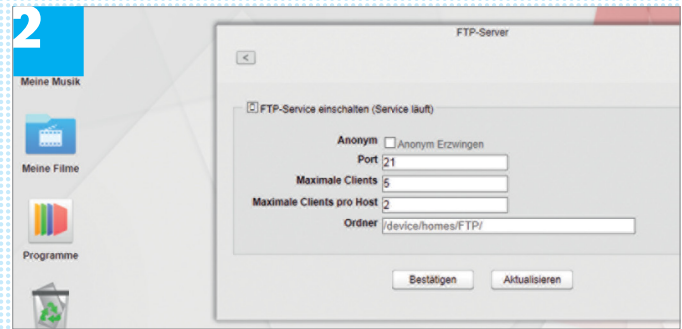 2
FTP-Server
<
Meine Musik
FTP-Service einschalten (Service läuft)
Anonym Anonym Erzwingen
Port 21
Meine Filme
Maximale Clients 5
Maximale Clients pro Host 2
Ordner /device/homes/FTP/
Programme
Bestätigen Aktualisieren